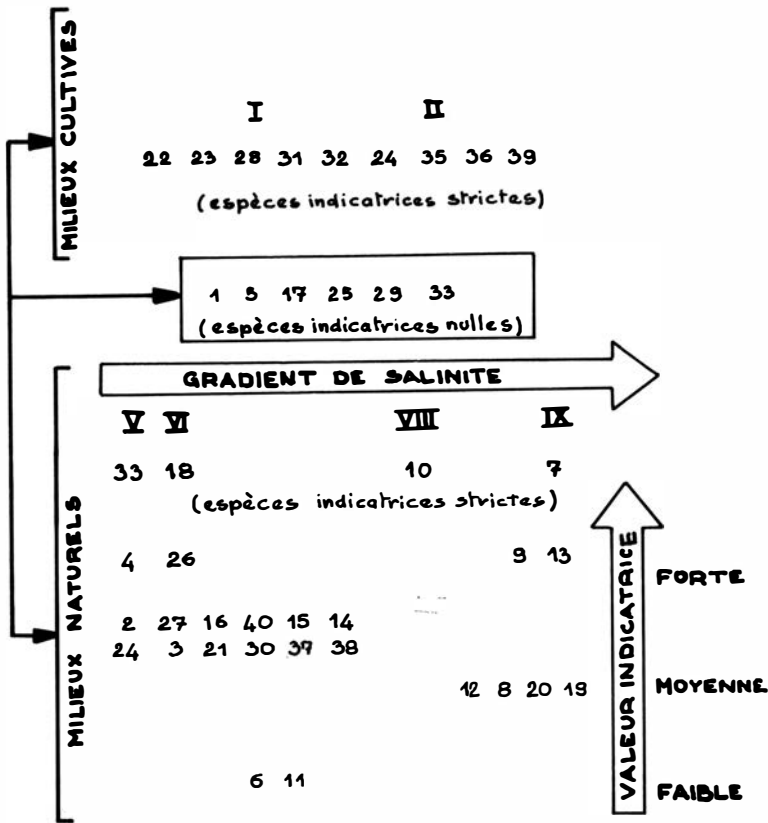 MILIEUX CULTIVES
I II
22 23 28 31 32 24 35 36 39
(espèces indicatrices strictes)
1 5 17 25 29 33
(espèces indicatrices nulles)
GRADIENT DE SALINITE
V VI VIII IX
33 18 10 7
(espèces indicatrices strictes)
MILIEUX NATURELS
4 26 9 13
2 27 16 40 15 14
24 3 21 30 37 38
12 8 20 19
6 11
VALEUR INDICATRICE
FORTE
MOYENNE
FAIBLE